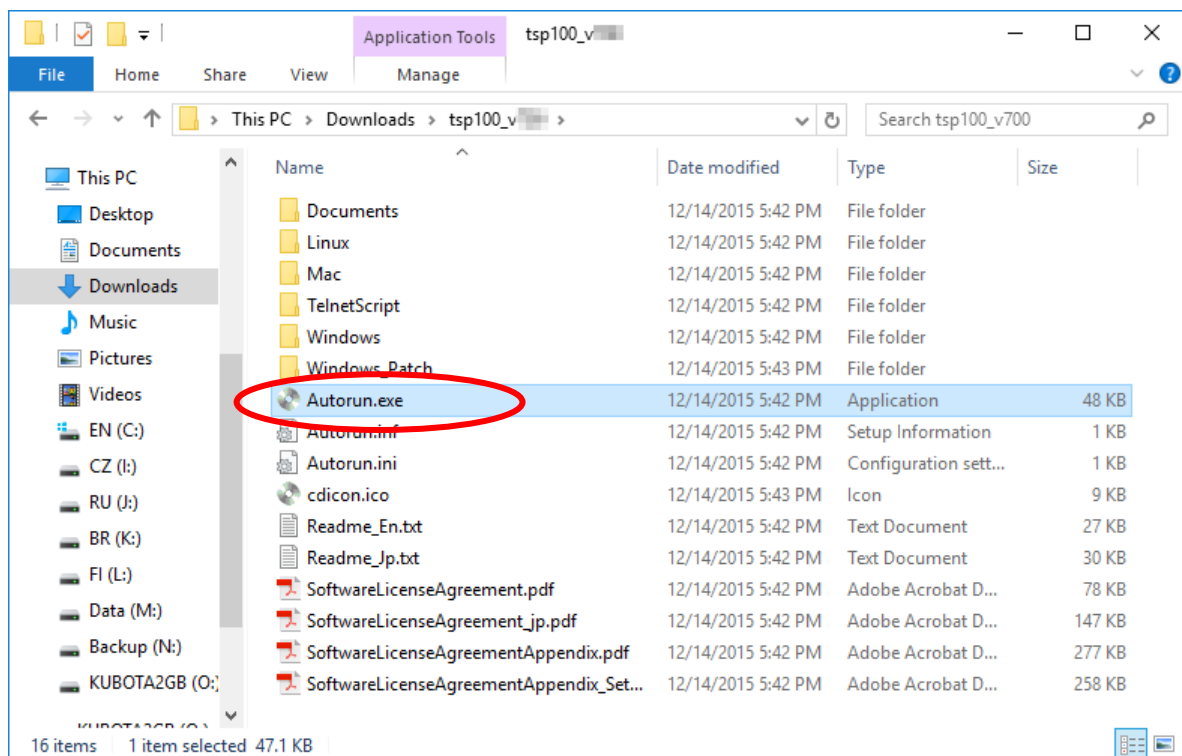 Application Tools tsp100_v
File Home Share View Manage
This PC Downloads tsp100_v Search tsp100_v700
Name Date modified Type Size
This PC
Desktop
Documents
Downloads
Music
Pictures
Videos
EN (C:)
CZ (I:)
RU (J:)
BR (K:)
FI (L:)
Data (M:)
Backup (N:)
KUBOTA2GB (O:)
KUBOTA2GB (O:)
Documents 12/14/2015 5:42 PM File folder
Linux 12/14/2015 5:42 PM File folder
Mac 12/14/2015 5:42 PM File folder
TelnetScript 12/14/2015 5:42 PM File folder
Windows 12/14/2015 5:42 PM File folder
Windows_Patch 12/14/2015 5:43 PM File folder
Autorun.exe 12/14/2015 5:42 PM Application 48 KB
Autorun.inf 12/14/2015 5:42 PM Setup Information 1 KB
Autorun.ini 12/14/2015 5:42 PM Configuration sett... 1 KB
cdicon.ico 12/14/2015 5:43 PM Icon 9 KB
Readme_En.txt 12/14/2015 5:42 PM Text Document 27 KB
Readme_Jp.txt 12/14/2015 5:42 PM Text Document 30 KB
SoftwareLicenseAgreement.pdf 12/14/2015 5:42 PM Adobe Acrobat D... 78 KB
SoftwareLicenseAgreement_jp.pdf 12/14/2015 5:42 PM Adobe Acrobat D... 147 KB
SoftwareLicenseAgreementAppendix.pdf 12/14/2015 5:42 PM Adobe Acrobat D... 277 KB
SoftwareLicenseAgreementAppendix_Set... 12/14/2015 5:42 PM Adobe Acrobat D... 258 KB
16 items 1 item selected 47.1 KB